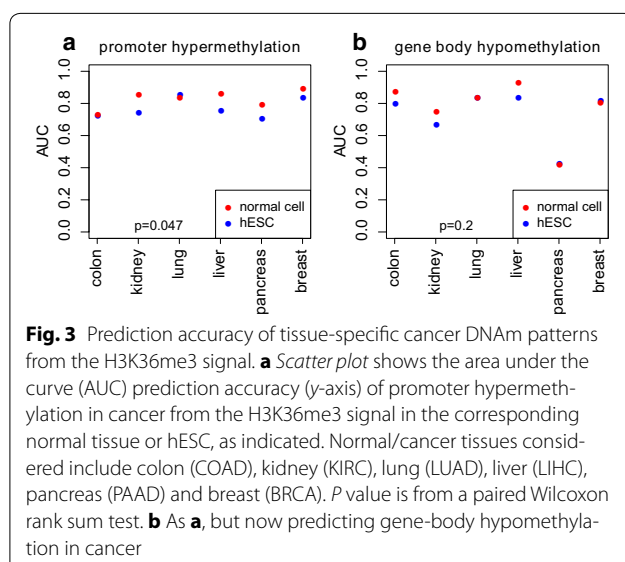 a promoter hypermethylation
AUC
1.0
0.8
0.6
0.4
0.2
0.0
normal cell
hESC
p=0.047
colon
kidney
lung
liver
pancreas
breast
b gene body hypomethylation
AUC
1.0
0.8
0.6
0.4
0.2
0.0
normal cell
hESC
p=0.2
colon
kidney
lung
liver
pancreas
breast
Fig. 3 Prediction accuracy of tissue-specific cancer DNAm patterns
from the H3K36me3 signal. a Scatter plot shows the area under the
curve (AUC) prediction accuracy (y-axis) of promoter hypermeth-
ylation in cancer from the H3K36me3 signal in the corresponding
normal tissue or hESC, as indicated. Normal/cancer tissues consid-
ered include colon (COAD), kidney (KIRC), lung (LUAD), liver (LIHC),
pancreas (PAAD) and breast (BRCA). P value is from a paired Wilcoxon
rank sum test. b As a, but now predicting gene-body hypomethyla-
tion in cancer